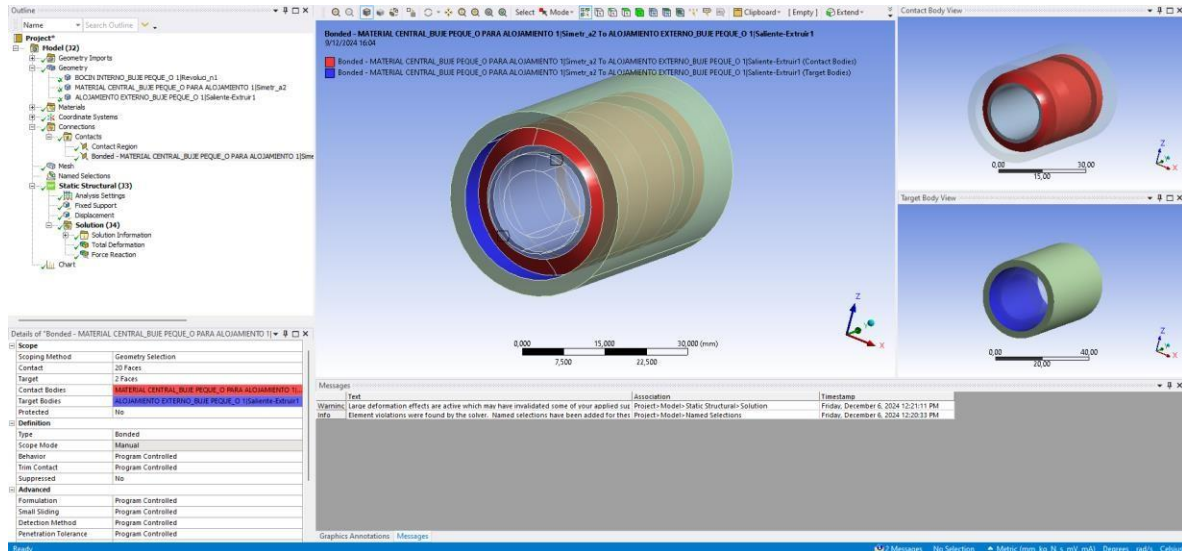 Outline
Name
Search Outline
Project*
Model (J2)
Geometry Imports
Geometry
BOCIN INTERNO_BUJE PEQUE_O 1|Revoluci_n1
MATERIAL CENTRAL_BUJE PEQUE_O PARA ALOJAMIENTO 1|Simetr_a2
ALOJAMIENTO EXTERNO_BUJE PEQUE_O 1|Saliente-Extruir1
Materials
Coordinate Systems
Connections
Contacts
Contact Region
Bonded - MATERIAL CENTRAL_BUJE PEQUE_O PARA ALOJAMIENTO 1|Sime
Mesh
Named Selections
Static Structural (J3)
Analysis Settings
Fixed Support
Displacement
Solution (J4)
Solution Information
Total Deformation
Force Reaction
Chart
Details of "Bonded - MATERIAL CENTRAL_BUJE PEQUE_O PARA ALOJAMIENTO 1|
Scope
Scoping Method Geometry Selection
Contact 20 Faces
Target 2 Faces
Contact Bodies MATERIAL CENTRAL_BUJE PEQUE_O PARA ALOJAMIENTO 1|...
Target Bodies ALOJAMIENTO EXTERNO_BUJE PEQUE_O 1|Saliente-Extruir1
Protected No
Definition
Type Bonded
Scope Mode Manual
Behavior Program Controlled
Trim Contact Program Controlled
Suppressed No
Advanced
Formulation Program Controlled
Small Sliding Program Controlled
Detection Method Program Controlled
Penetration Tolerance Program Controlled
Ready
Select Mode Clipboard [ Empty ] Extend
Bonded - MATERIAL CENTRAL_BUJE PEQUE_O PARA ALOJAMIENTO 1|Simetr_a2 To ALOJAMIENTO EXTERNO_BUJE PEQUE_O 1|Saliente-Extruir1
9/12/2024 16:04
Bonded - MATERIAL CENTRAL_BUJE PEQUE_O PARA ALOJAMIENTO 1|Simetr_a2 To ALOJAMIENTO EXTERNO_BUJE PEQUE_O 1|Saliente-Extruir1 (Contact Bodies)
Bonded - MATERIAL CENTRAL_BUJE PEQUE_O PARA ALOJAMIENTO 1|Simetr_a2 To ALOJAMIENTO EXTERNO_BUJE PEQUE_O 1|Saliente-Extruir1 (Target Bodies)
Z
Y
X
0,000 15,000 30,000 (mm)
7,500 22,500
Messages
Text Association Timestamp
Warning Large deformation effects are active which may have invalidated some of your applied sup Project>Model>Static Structural>Solution Friday, December 6, 2024 12:21:11 PM
Info Element violations were found by the solver. Named selections have been added for thes Project>Model>Named Selections Friday, December 6, 2024 12:20:33 PM
Graphics Annotations Messages
Contact Body View
Z
X
0,00 30,00
15,00
Target Body View
Z
X
0,00 40,00
20,00
2 Messages No Selection Metric (mm, kg, N, s, mV, mA) Degrees rad/s Celsius